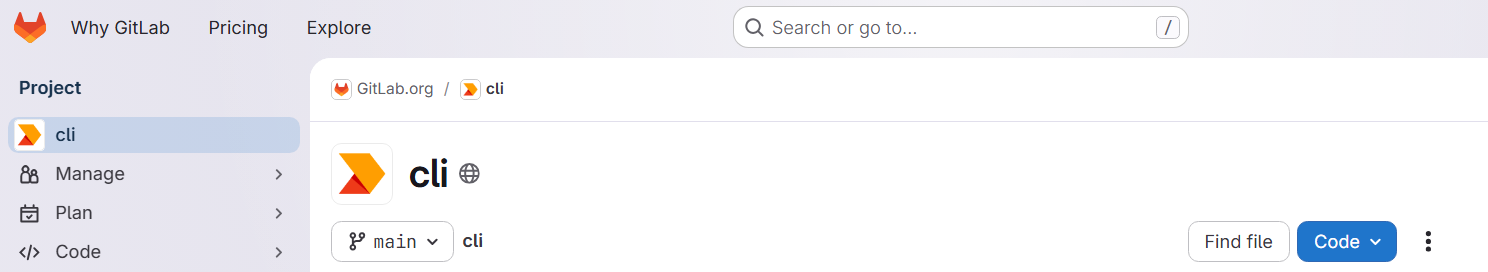 Why GitLab Pricing Explore Search or go to... /
Project
GitLab.org / cli
cli
Manage
cli
Plan
Code
main cli Find file Code